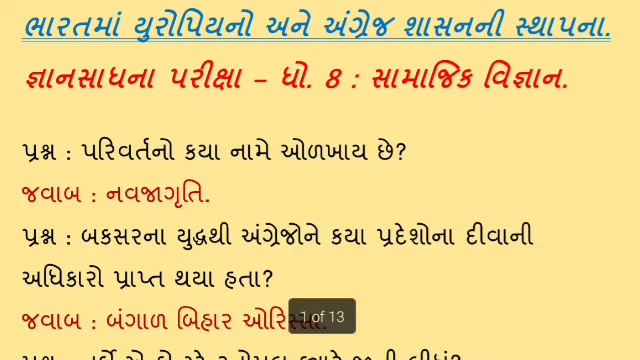 ભારતમાં યુરોપિયનો અને અંગ્રેજ શાસનની સ્થાપના.
જ્ઞાનસાધના પરીક્ષા – ધો. 8 : સામાજિક વિજ્ઞાન.
પ્રશ્ન : પરિવર્તનો કયા નામે ઓળખાય છે?
જવાબ : નવજાગૃતિ.
પ્રશ્ન : બકસરના યુદ્ધથી અંગ્રેજોને કયા પ્રદેશોના દીવાની
અધિકારો પ્રાપ્ત થયા હતા?
જવાબ : બંગાળ બિહાર ઓરિસ્સા.
1 of 13